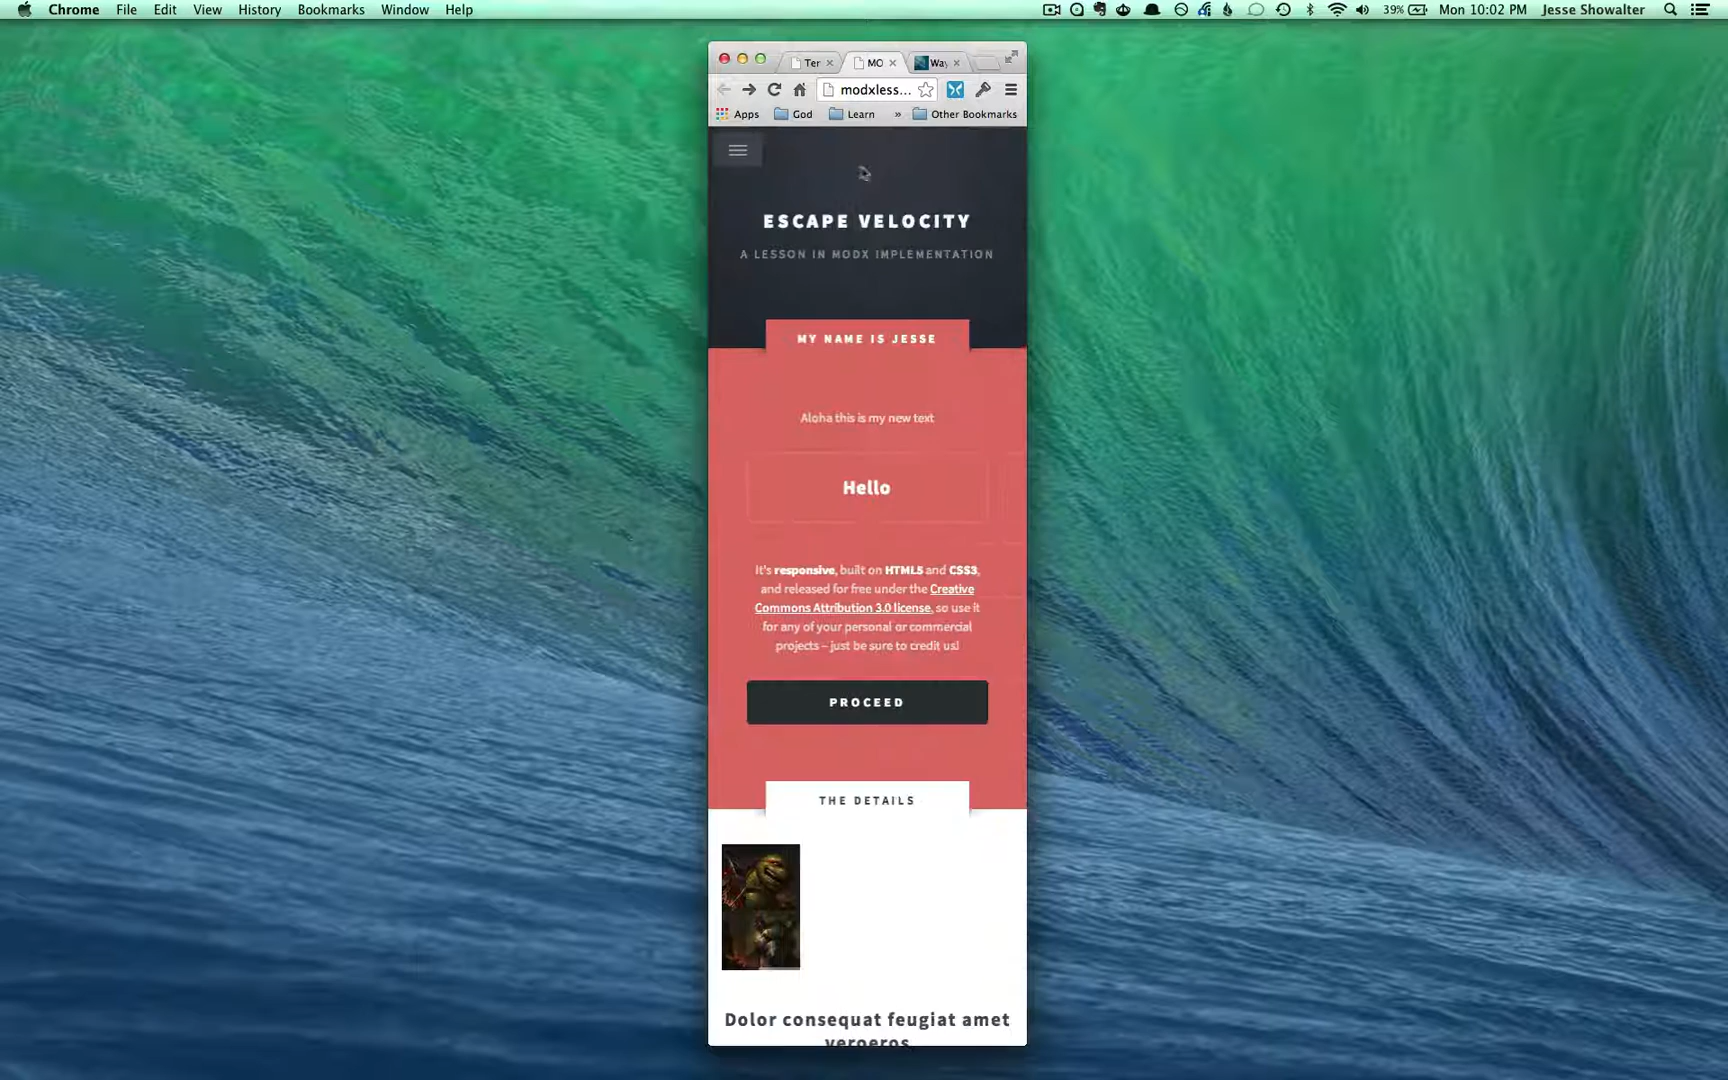 Chrome File Edit View History Bookmarks Window Help 39% Mon 10:02 PM Jesse Showalter
Ter MO Way
modxless...
Apps God Learn » Other Bookmarks
ESCAPE VELOCITY
A LESSON IN MODX IMPLEMENTATION
MY NAME IS JESSE
Aloha this is my new text
Hello
It's responsive, built on HTML5 and CSS3,
and released for free under the Creative
Commons Attribution 3.0 license, so use it
for any of your personal or commercial
projects – just be sure to credit us!
PROCEED
THE DETAILS
Dolor consequat feugiat amet
veroeros